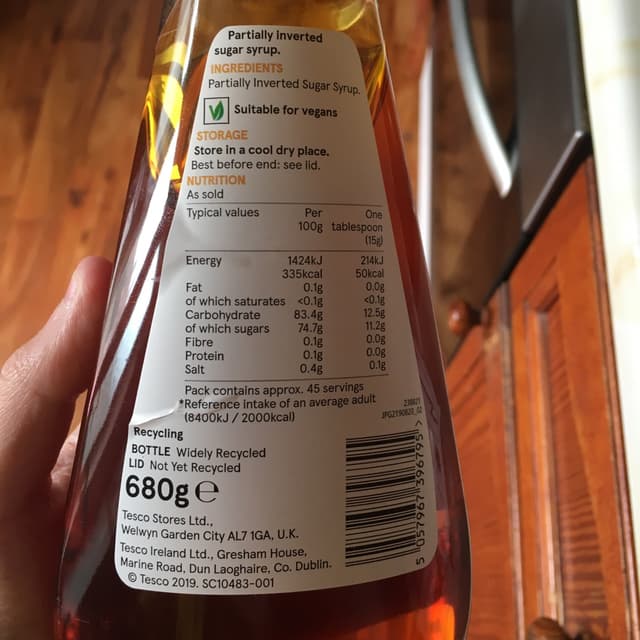 Partially inverted
sugar syrup.
INGREDIENTS
Partially Inverted Sugar Syrup.
Suitable for vegans
STORAGE
Store in a cool dry place.
Best before end: see lid.
NUTRITION
As sold
Typical values Per One
100g tablespoon
(15g)
Energy 1424kJ 214kJ
335kcal 50kcal
Fat 0.1g 0.0g
of which saturates <0.1g <0.1g
Carbohydrate 83.4g 12.5g
of which sugars 74.7g 11.2g
Fibre 0.1g 0.0g
Protein 0.1g 0.0g
Salt 0.4g 0.1g
Pack contains approx. 45 servings
*Reference intake of an average adult
(8400kJ / 2000kcal)
Recycling
BOTTLE Widely Recycled
LID Not Yet Recycled
680g e
Tesco Stores Ltd.,
Welwyn Garden City AL7 1GA, U.K.
Tesco Ireland Ltd., Gresham House,
Marine Road, Dun Laoghaire, Co. Dublin.
© Tesco 2019. SC10483-001
5 057967 396795 >